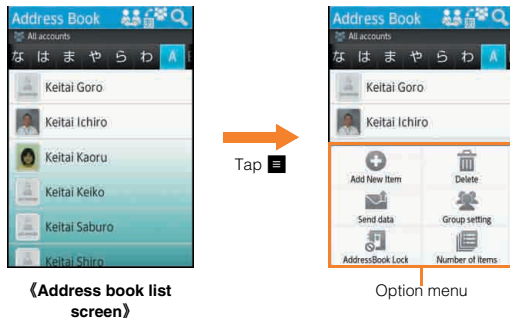 Address Book
All accounts
な は ま や ら わ A
Keitai Goro
Keitai Ichiro
Keitai Kaoru
Keitai Keiko
Keitai Saburo
Keitai Shiro
《Address book list
screen》
Tap
Address Book
All accounts
な は ま や ら わ A
Keitai Goro
Keitai Ichiro
Add New Item
Delete
Send data
Group setting
AddressBook Lock
Number of items
Option menu